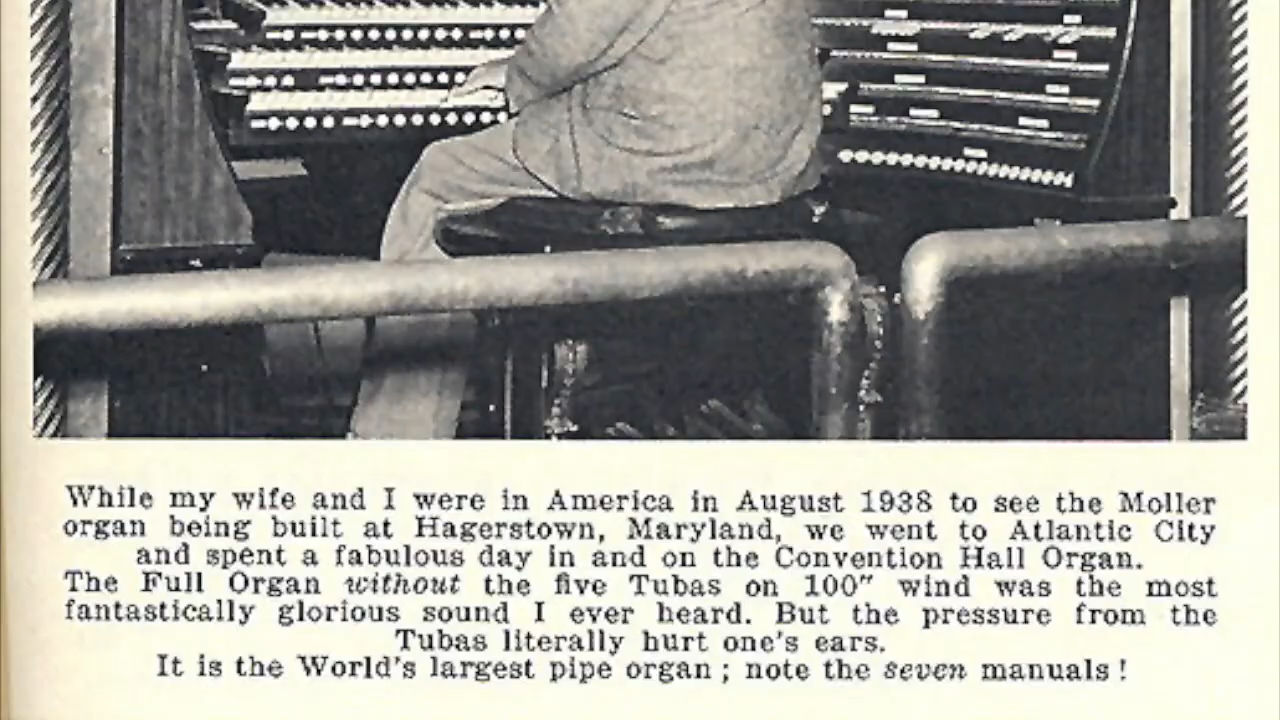 While my wife and I were in America in August 1938 to see the Moller
organ being built at Hagerstown, Maryland, we went to Atlantic City
and spent a fabulous day in and on the Convention Hall Organ.
The Full Organ without the five Tubas on 100″ wind was the most
fantastically glorious sound I ever heard. But the pressure from the
Tubas literally hurt one's ears.
It is the World's largest pipe organ ; note the seven manuals !